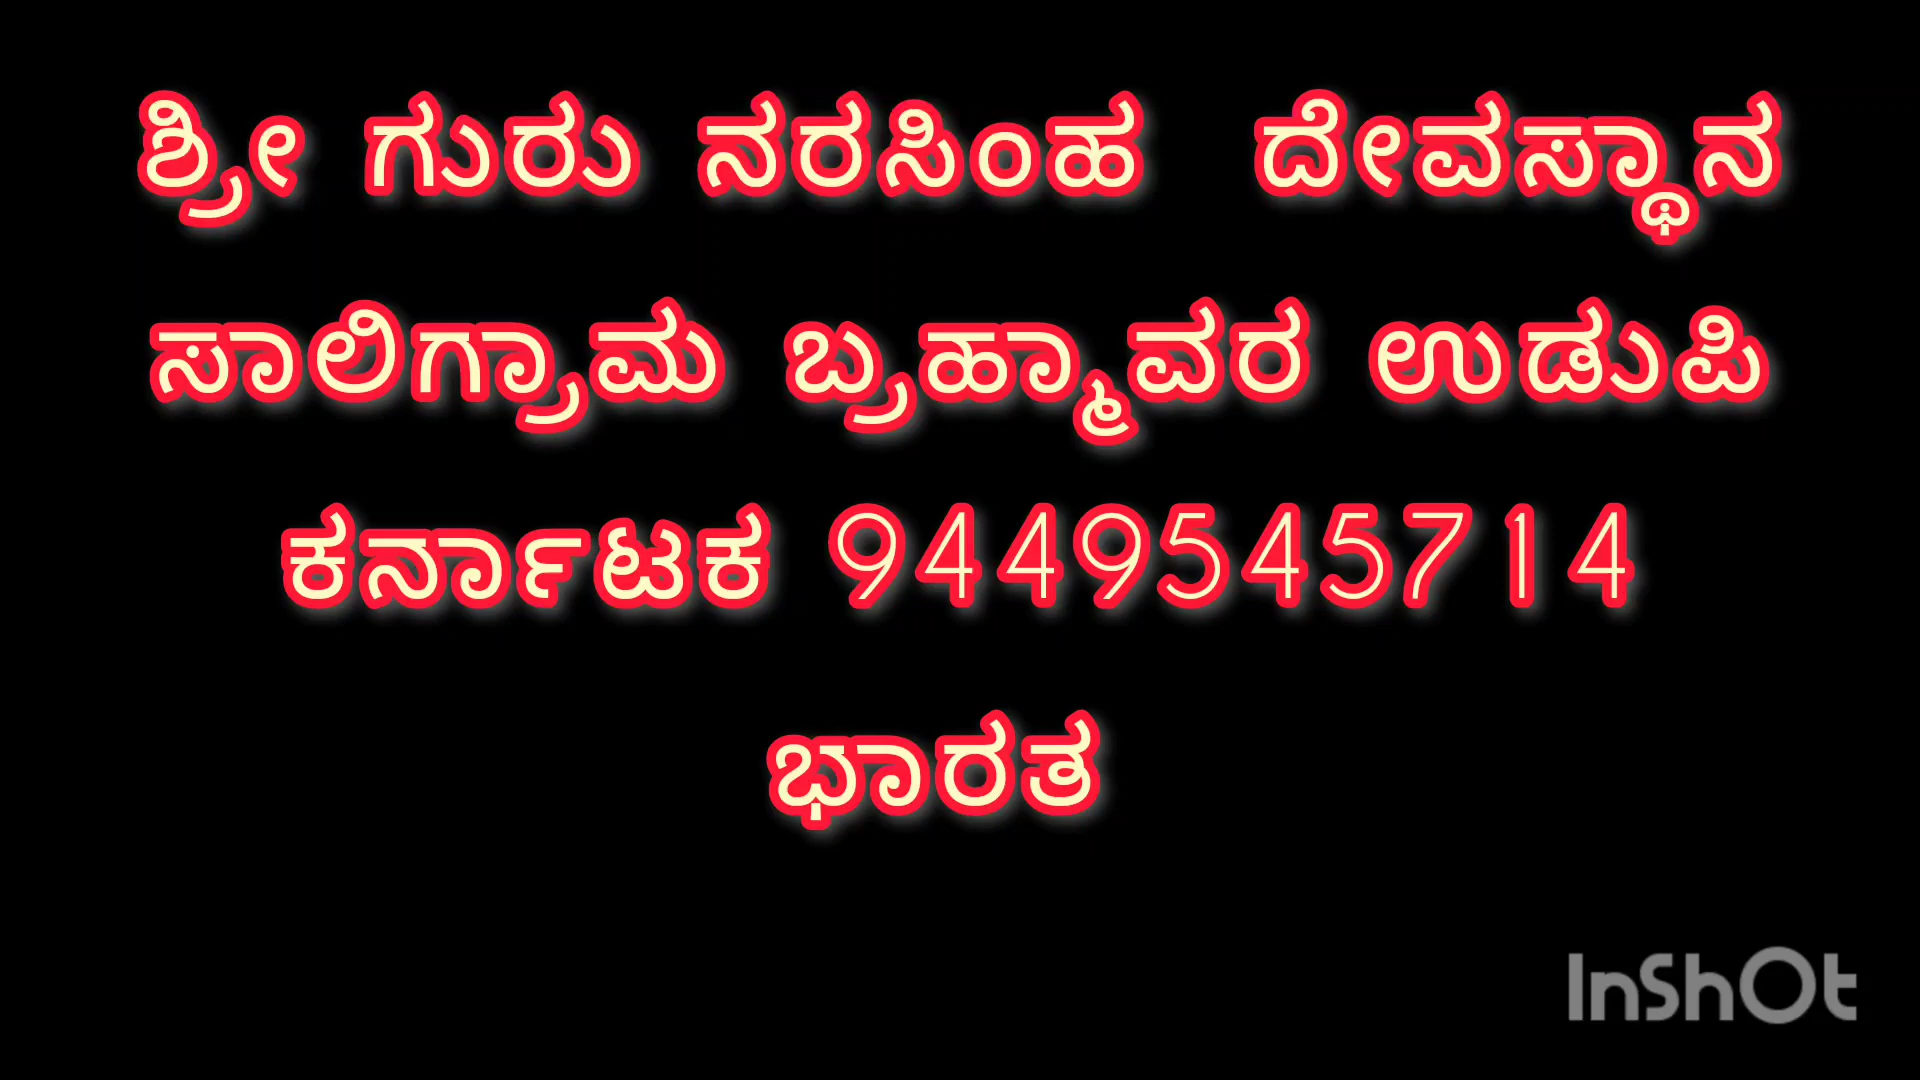 ಶ್ರೀ ಗುರು ನರಸಿಂಹ ದೇವಸ್ಥಾನ
ಸಾಲಿಗ್ರಾಮ ಬ್ರಹ್ಮಾವರ ಉಡುಪಿ
ಕರ್ನಾಟಕ 9449545714
ಭಾರತ
InShOt